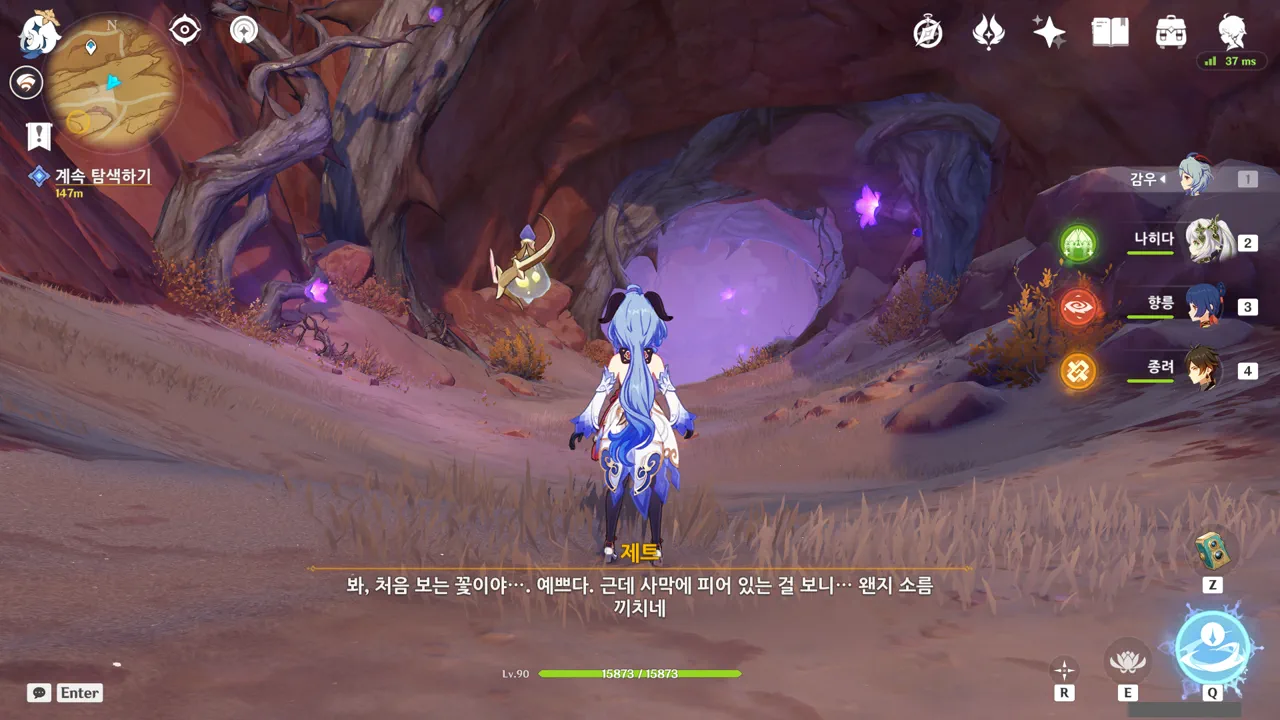 N
37 ms
계속 탐색하기
147m
감우
1
나히다
2
향릉
3
종려
4
제트
봐, 처음 보는 꽃이야…. 예쁘다. 근데 사막에 피어 있는 걸 보니… 왠지 소름
끼치네
Z
Lv.90
15873 / 15873
Enter
R
E
Q